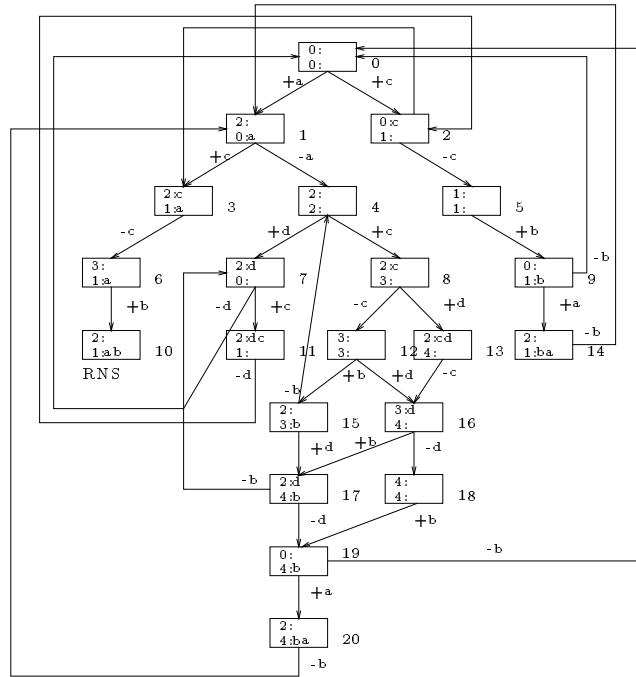 0:
0:
0
+a
+c
2:
0:a
1
0:c
1:
2
+c
-a
-c
2:c
1:a
3
2:
2:
4
1:
1:
5
-c
+d
+c
+b
3:
1:a
6
2:d
0:
7
2:c
3:
8
0:
1:b
9
-b
+b
-d
+c
-c
+d
+a
2:
1:ab
10
2:dc
1:
11
3:
3:
12
2:cd
4:
13
2:
1:ba
14
-b
RNS
-d
-b
+b
+d
-c
2:
3:b
15
3:d
4:
16
+d
+b
-d
-b
2:d
4:b
17
4:
4:
18
-d
+b
0:
4:b
19
-b
+a
2:
4:ba
20
-b